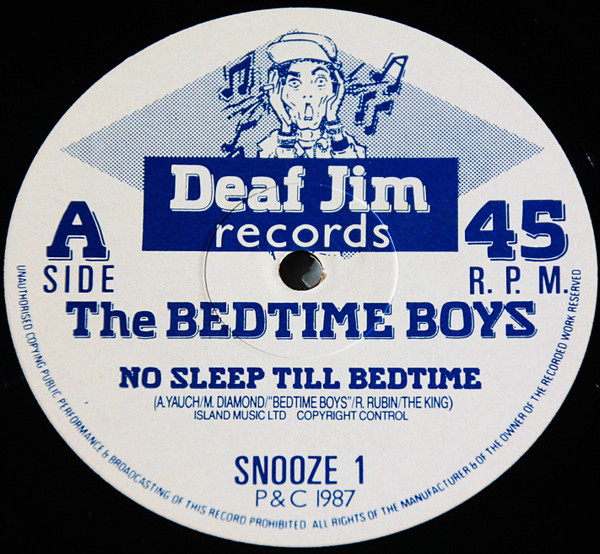 Deaf Jim
records
A
SIDE
45
R. P. M.
The BEDTIME BOYS
NO SLEEP TILL BEDTIME
(A.YAUCH/M. DIAMOND/"BEDTIME BOYS"/R. RUBIN/THE KING)
ISLAND MUSIC LTD COPYRIGHT CONTROL
SNOOZE 1
P & C 1987
UNAUTHORISED COPYING PUBLIC PERFORMANCE & BROADCASTING OF THIS RECORD PROHIBITED ALL RIGHTS OF THE MANUFACTURER & OF THE OWNER OF THE RECORDED WORK RESERVED